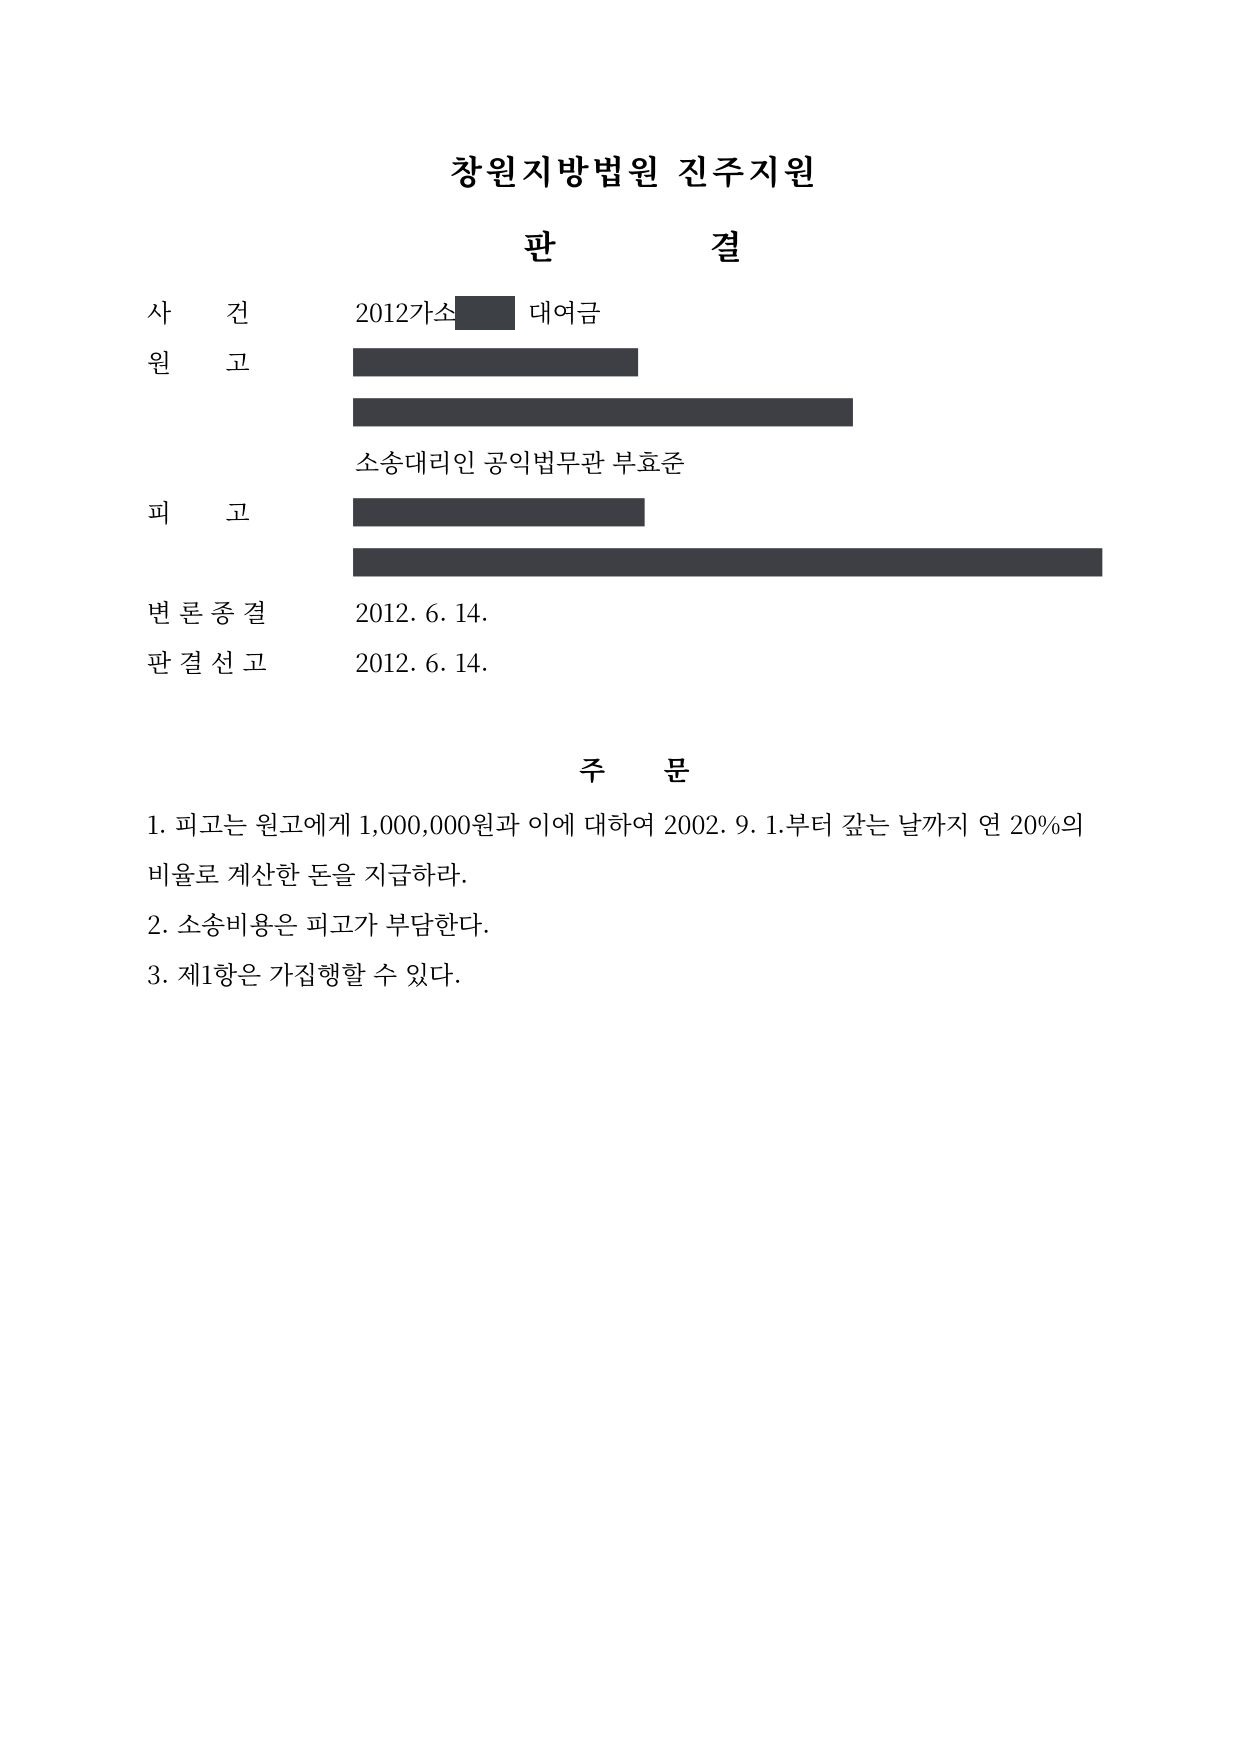 창원지방법원 진주지원
판 결
사 건 2012가소 대여금
원 고
소송대리인 공익법무관 부효준
피 고
변 론 종 결 2012. 6. 14.
판 결 선 고 2012. 6. 14.
주 문
1. 피고는 원고에게 1,000,000원과 이에 대하여 2002. 9. 1.부터 갚는 날까지 연 20%의
비율로 계산한 돈을 지급하라.
2. 소송비용은 피고가 부담한다.
3. 제1항은 가집행할 수 있다.